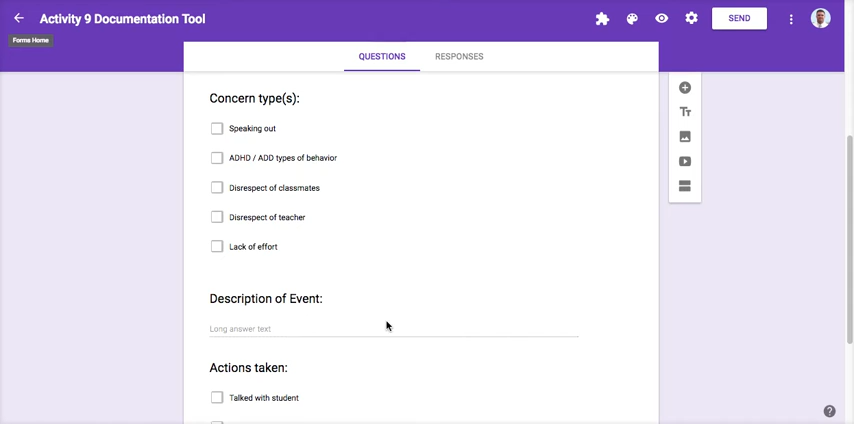 Activity 9 Documentation Tool
SEND
Forms Home
QUESTIONS
RESPONSES
Concern type(s):
Speaking out
ADHD / ADD types of behavior
Disrespect of classmates
Disrespect of teacher
Lack of effort
Description of Event:
Long answer text
Actions taken:
Talked with student
Tт
?